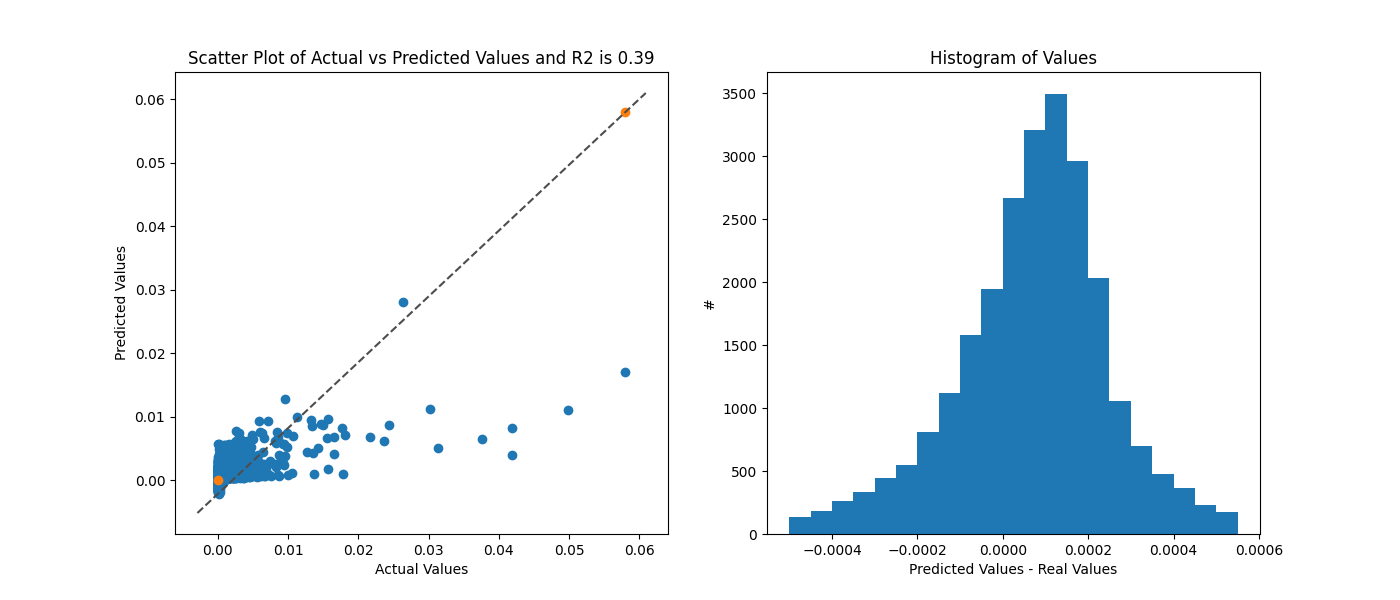 Scatter Plot of Actual vs Predicted Values and R2 is 0.39
0.06
0.05
0.04
0.03
0.02
0.01
0.00
Predicted Values
0.00 0.01 0.02 0.03 0.04 0.05 0.06
Actual Values
Histogram of Values
3500
3000
2500
2000
1500
1000
500
0
#
−0.0004 −0.0002 0.0000 0.0002 0.0004 0.0006
Predicted Values - Real Values